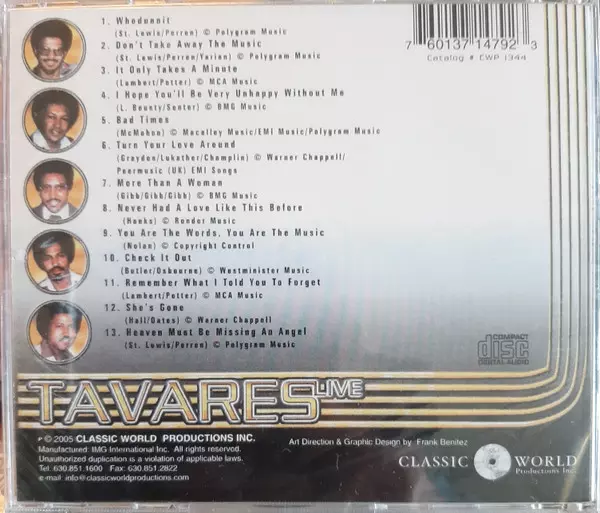 1. Whodunnit
(St. Lewis/Perren) © Polygram Music
2. Don't Take Away The Music
(St. Lewis/Perren/Yarian) © Polygram Music
3. It Only Takes A Minute
(Lambert/Potter) © MCA Music
4. I Hope You'll Be Very Unhappy Without Me
(L. Bounty/Senter) © BMG Music
5. Bad Times
(McMahon) © Macalley Music/EMI Music/Polygram Music
6. Turn Your Love Around
(Graydon/Lukather/Champlin) © Warner Chappell/
Pnermusic (UK) EMI Songs
7. More Than A Woman
(Gibb/Gibb/Gibb) © BMG Music
8. Never Had A Love Like This Before
(Hanks) © Rondor Music
9. You Are The Words, You Are The Music
(Nolan) © Copyright Control
10. Check It Out
(Butler/Osbourne) © Westminister Music
11. Remember What I Told You To Forget
(Lambert/Potter) © MCA Music
12. She's Gone
(Hall/Oates) © Warner Chappell
13. Heaven Must Be Missing An Angel
(St. Lewis/Perren) © Polygram Music
7 60137 14792 3
Catalog # CWP 1344
COMPACT
disc
DIGITAL AUDIO
TAVARES LIVE
℗ © 2005 CLASSIC WORLD PRODUCTIONS INC.
Manufactured: IMG International Inc. All rights reserved.
Unauthorized duplication is a violation of applicable laws.
Tel. 630.851.1600 Fax: 630.851.2822
e-mail: info@classicworldproductions.com
Art Direction & Graphic Design by Frank Benitez
CLASSIC WORLD
Productions Inc.